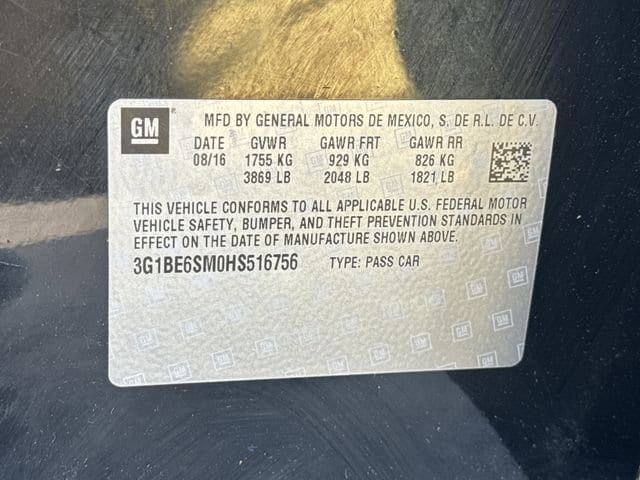 GM ® MFD BY GENERAL MOTORS DE MEXICO, S. DE R.L. DE C.V.
DATE GVWR GAWR FRT GAWR RR
08/16 1755 KG 929 KG 826 KG
3869 LB 2048 LB 1821 LB
THIS VEHICLE CONFORMS TO ALL APPLICABLE U.S. FEDERAL MOTOR
VEHICLE SAFETY, BUMPER, AND THEFT PREVENTION STANDARDS IN
EFFECT ON THE DATE OF MANUFACTURE SHOWN ABOVE.
3G1BE6SM0HS516756 TYPE: PASS CAR